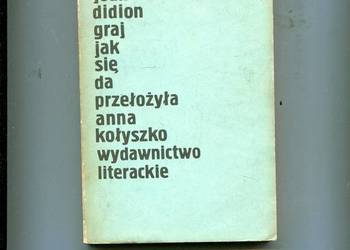 didion
graj
jak
się
da
przełożyła
anna
kołyszko
wydawnictwo
literackie